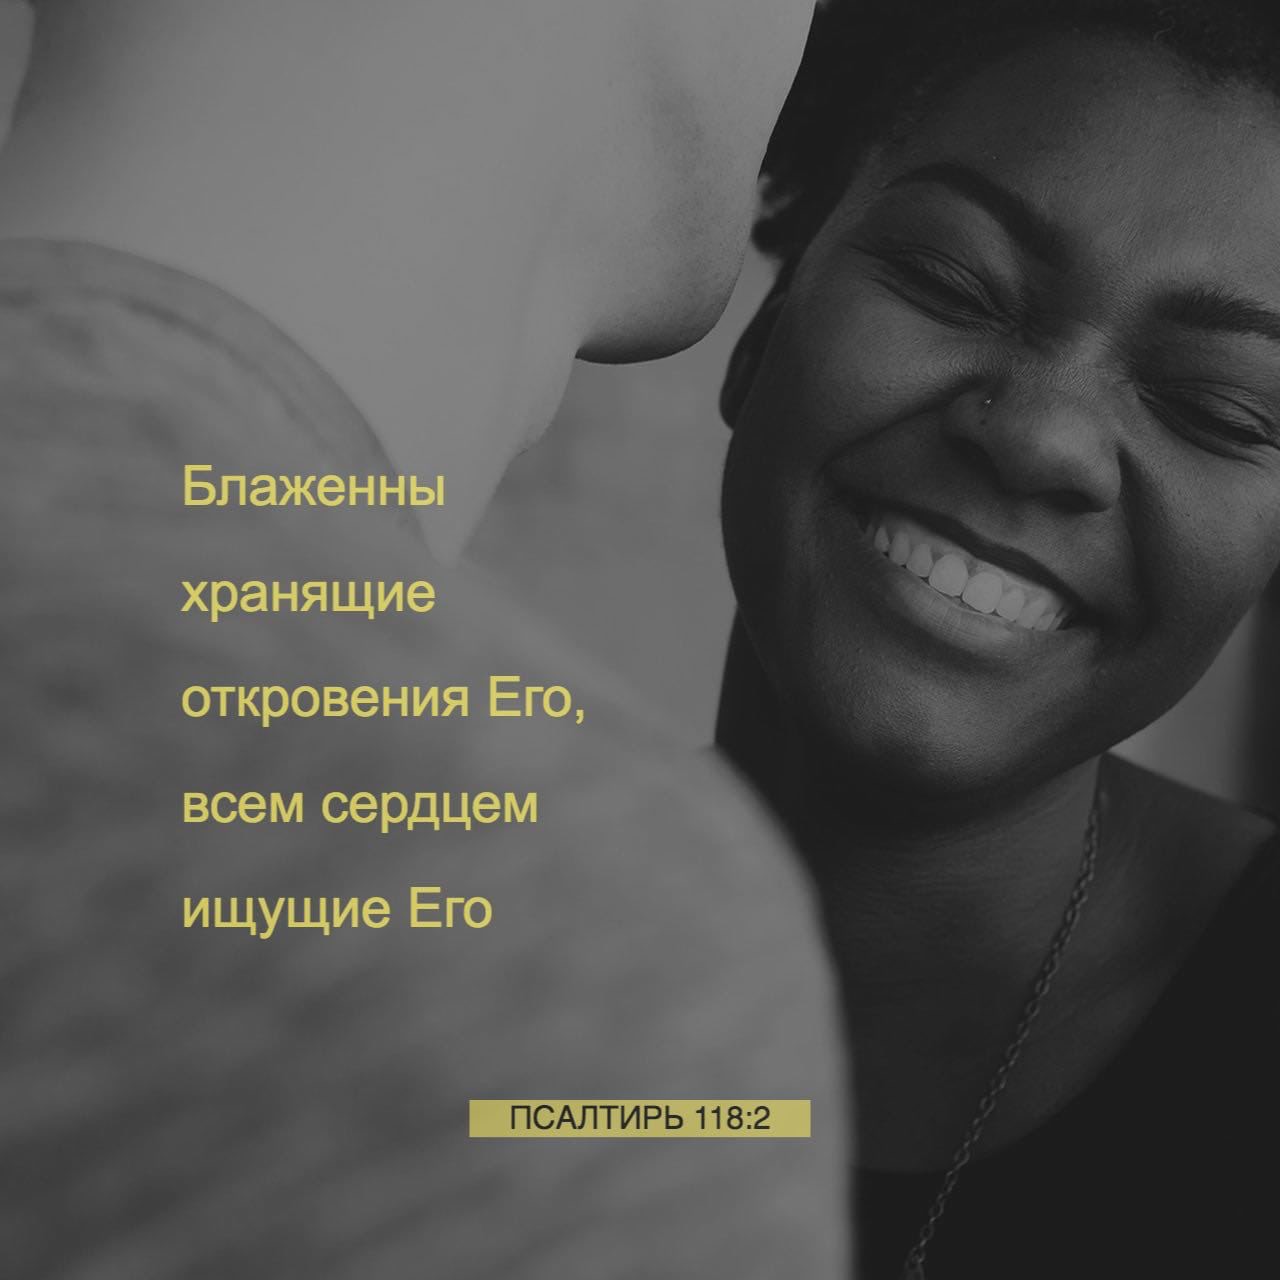 Блаженны
хранящие
откровения Его,
всем сердцем
ищущие Его
ПСАЛТИРЬ 118:2